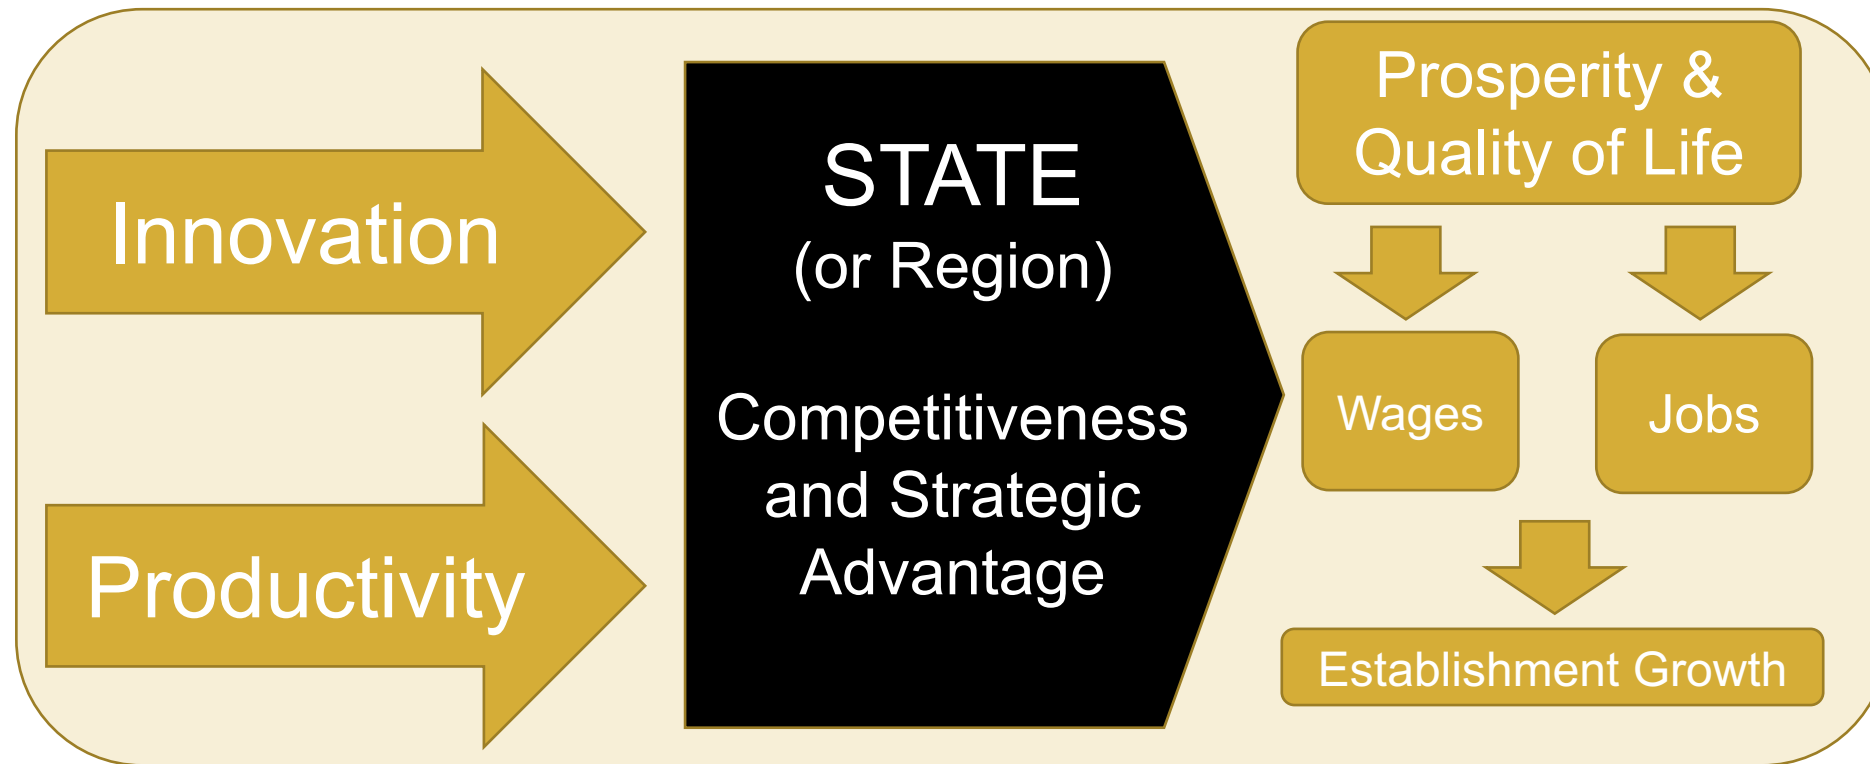 Innovation
Productivity
STATE
(or Region)
Competitiveness
and Strategic
Advantage
Prosperity &
Quality of Life
Wages
Jobs
Establishment Growth